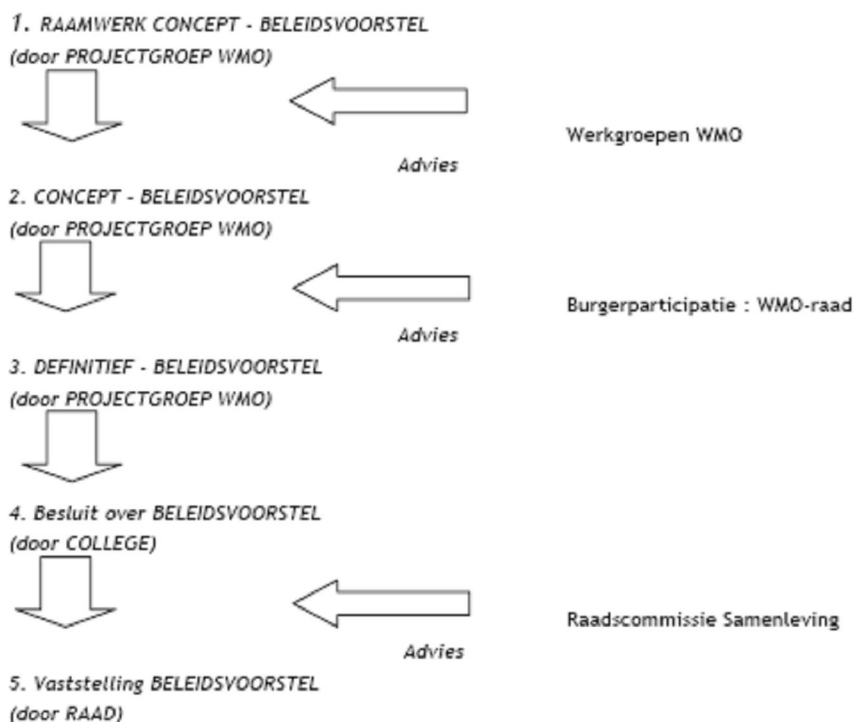 1. RAAMWERK CONCEPT - BELEIDSVOORSTEL
(door PROJECTGROEP WMO)
Werkgroepen WMO
Advies
2. CONCEPT - BELEIDSVOORSTEL
(door PROJECTGROEP WMO)
Burgerparticipatie : WMO-raad
Advies
3. DEFINITIEF - BELEIDSVOORSTEL
(door PROJECTGROEP WMO)
4. Besluit over BELEIDSVOORSTEL
(door COLLEGE)
Raadscommissie Samenleving
Advies
5. Vaststelling BELEIDSVOORSTEL
(door RAAD)